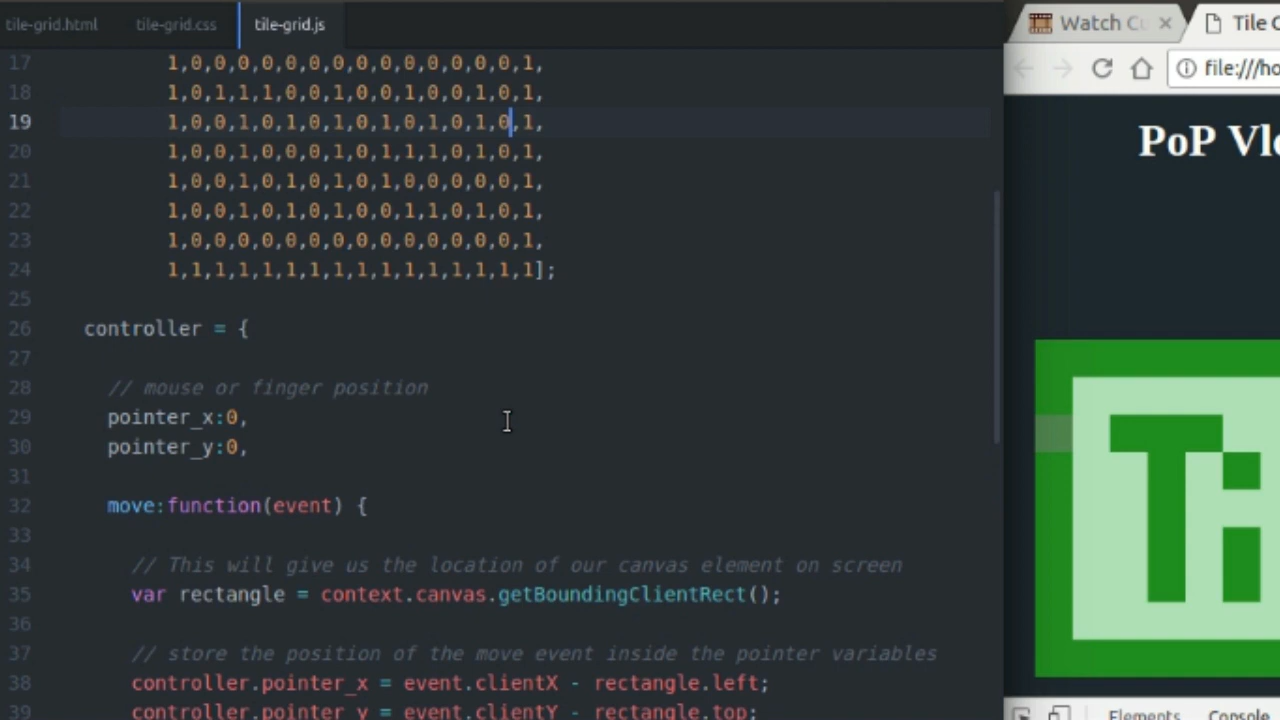 tile-grid.html tile-grid.css tile-grid.js
17 1,0,0,0,0,0,0,0,0,0,0,0,0,0,0,1,
18 1,0,1,1,1,0,0,1,0,0,1,0,0,1,0,1,
19 1,0,0,1,0,1,0,1,0,1,0,1,0,1,0,1,
20 1,0,0,1,0,0,0,1,0,1,1,1,0,1,0,1,
21 1,0,0,1,0,1,0,1,0,1,0,0,0,0,0,1,
22 1,0,0,1,0,1,0,1,0,0,1,1,0,1,0,1,
23 1,0,0,0,0,0,0,0,0,0,0,0,0,0,0,1,
24 1,1,1,1,1,1,1,1,1,1,1,1,1,1,1,1];
25
26 controller = {
27
28 // mouse or finger position
29 pointer_x:0,
30 pointer_y:0,
31
32 move:function(event) {
33
34 // This will give us the location of our canvas element on screen
35 var rectangle = context.canvas.getBoundingClientRect();
36
37 // store the position of the move event inside the pointer variables
38 controller.pointer_x = event.clientX - rectangle.left;
39 controller.pointer_y = event.clientY - rectangle.top;
Watch
Tile
file:///ho
PoP
Ti
Elements Console